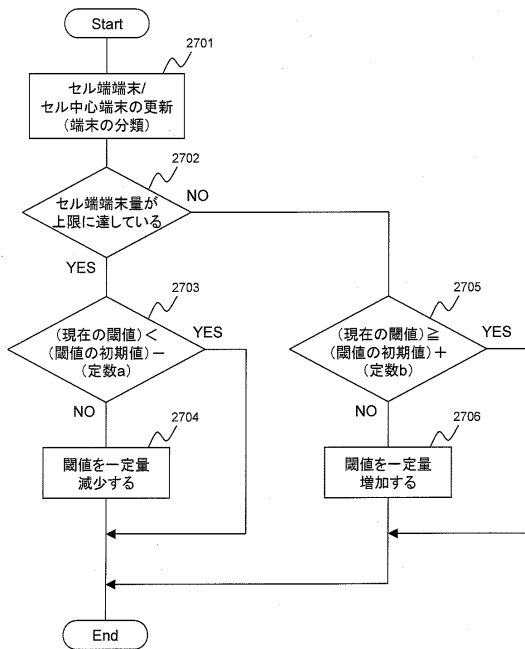 Start
2701
セル端端末/
セル中心端末の更新
(端末の分類)
2702
セル端端末量が
上限に達している
NO
YES
2703
(現在の閾値)<
(閾値の初期値)−
(定数a)
YES
NO
2704
閾値を一定量
減少する
2705
(現在の閾値)≧
(閾値の初期値)+
(定数b)
YES
NO
2706
閾値を一定量
増加する
End